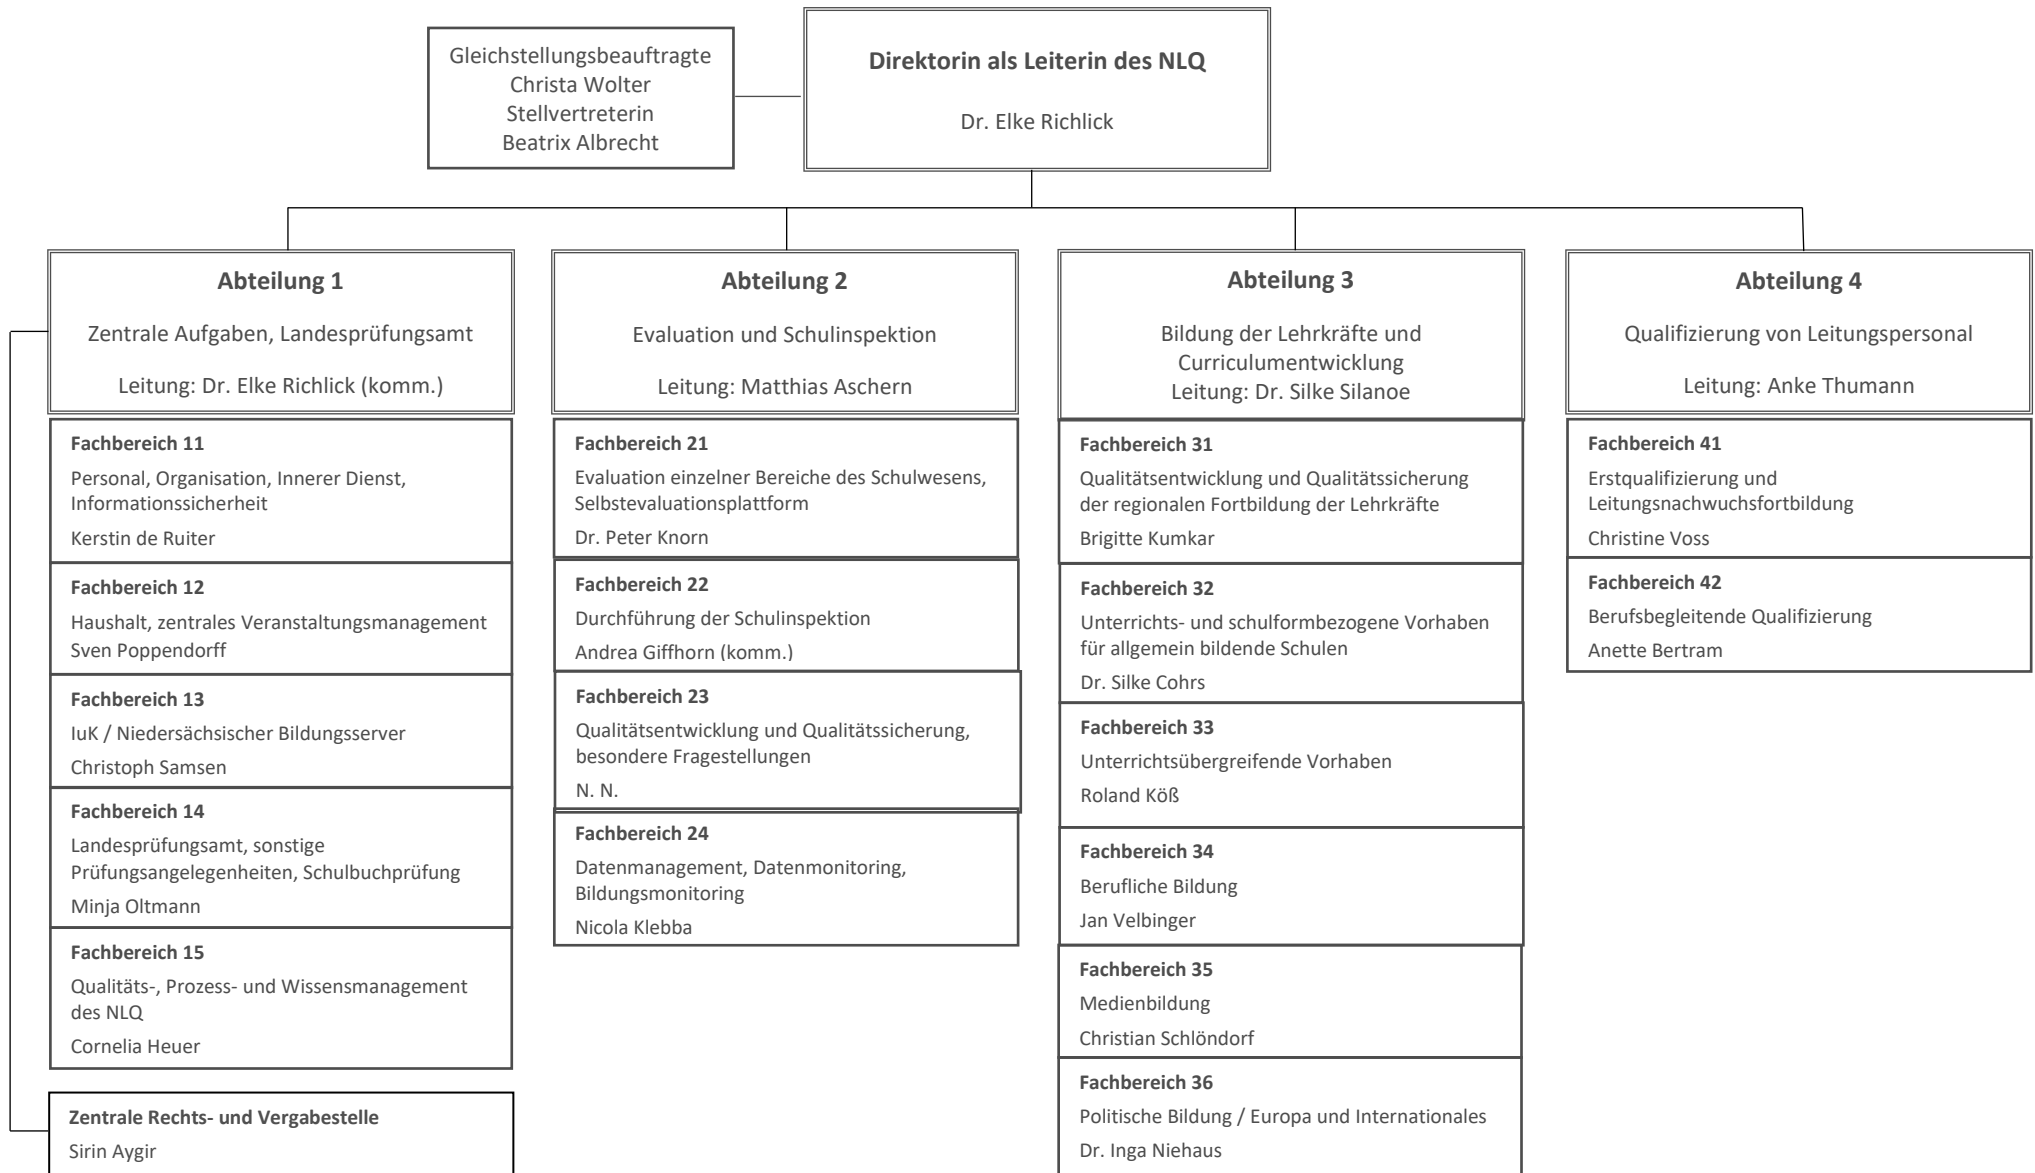 Gleichstellungsbeauftragte
Christa Wolter
Stellvertreterin
Beatrix Albrecht
Direktorin als Leiterin des NLQ
Dr. Elke Richlick
Abteilung 1
Zentrale Aufgaben, Landesprüfungsamt
Leitung: Dr. Elke Richlick (komm.)
Fachbereich 11
Personal, Organisation, Innerer Dienst,
Informationssicherheit
Kerstin de Ruiter
Fachbereich 12
Haushalt, zentrales Veranstaltungsmanagement
Sven Poppendorff
Fachbereich 13
IuK / Niedersächsischer Bildungsserver
Christoph Samsen
Fachbereich 14
Landesprüfungsamt, sonstige
Prüfungsangelegenheiten, Schulbuchprüfung
Minja Oltmann
Fachbereich 15
Qualitäts-, Prozess- und Wissensmanagement
des NLQ
Cornelia Heuer
Zentrale Rechts- und Vergabestelle
Sirin Aygir
Abteilung 2
Evaluation und Schulinspektion
Leitung: Matthias Aschern
Fachbereich 21
Evaluation einzelner Bereiche des Schulwesens,
Selbstevaluationsplattform
Dr. Peter Knorn
Fachbereich 22
Durchführung der Schulinspektion
Andrea Giffhorn (komm.)
Fachbereich 23
Qualitätsentwicklung und Qualitätssicherung,
besondere Fragestellungen
N. N.
Fachbereich 24
Datenmanagement, Datenmonitoring,
Bildungsmonitoring
Nicola Klebba
Abteilung 3
Bildung der Lehrkräfte und
Curriculumentwicklung
Leitung: Dr. Silke Silanoe
Fachbereich 31
Qualitätsentwicklung und Qualitätssicherung
der regionalen Fortbildung der Lehrkräfte
Brigitte Kumkar
Fachbereich 32
Unterrichts- und schulformbezogene Vorhaben
für allgemein bildende Schulen
Dr. Silke Cohrs
Fachbereich 33
Unterrichtsübergreifende Vorhaben
Roland Köß
Fachbereich 34
Berufliche Bildung
Jan Velbinger
Fachbereich 35
Medienbildung
Christian Schlöndorf
Fachbereich 36
Politische Bildung / Europa und Internationales
Dr. Inga Niehaus
Abteilung 4
Qualifizierung von Leitungspersonal
Leitung: Anke Thumann
Fachbereich 41
Erstqualifizierung und
Leitungsnachwuchsfortbildung
Christine Voss
Fachbereich 42
Berufsbegleitende Qualifizierung
Anette Bertram